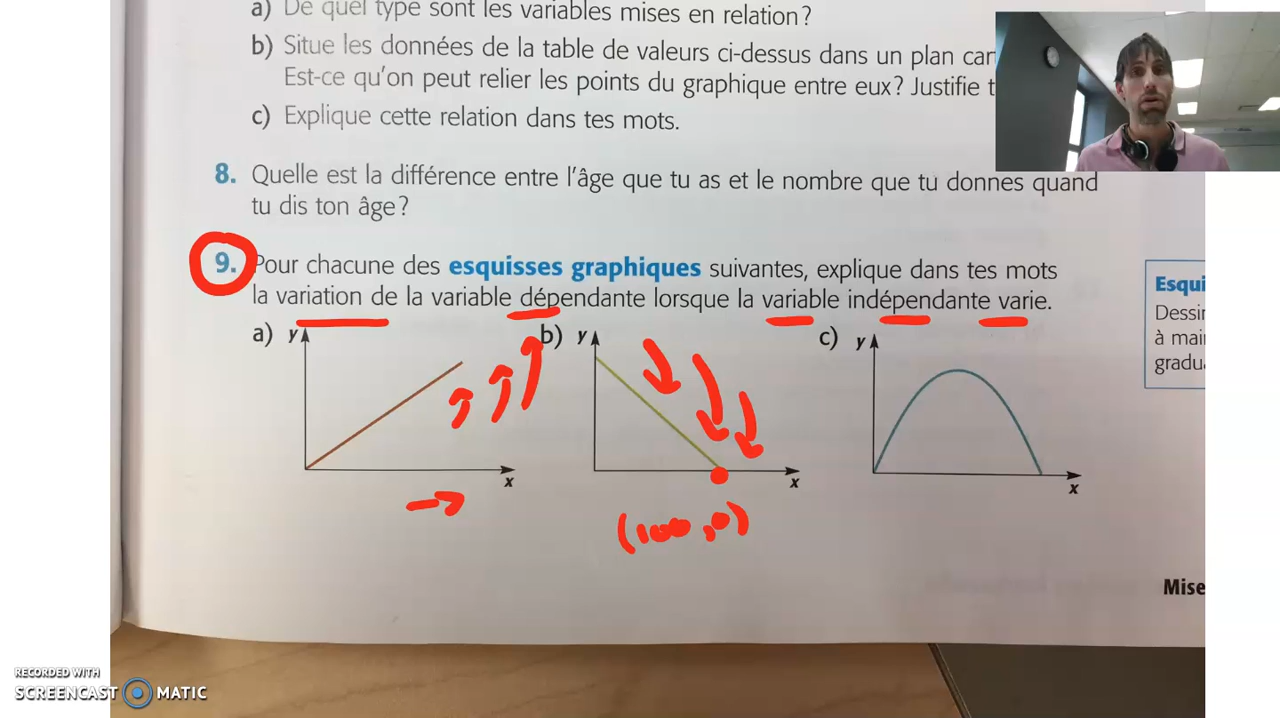 a) De quel type sont les variables mises en relation?
b) Situe les données de la table de valeurs ci-dessus dans un plan car
Est-ce qu'on peut relier les points du graphique entre eux? Justifie t
c) Explique cette relation dans tes mots.
8. Quelle est la différence entre l'âge que tu as et le nombre que tu donnes quand
tu dis ton âge?
9. Pour chacune des esquisses graphiques suivantes, explique dans tes mots
la variation de la variable dépendante lorsque la variable indépendante varie.
a) y
x
b) y
x
(100,0)
c) y
x
Esqui
Dessir
à mai
gradu
Mise
RECORDED WITH
SCREENCAST MATIC